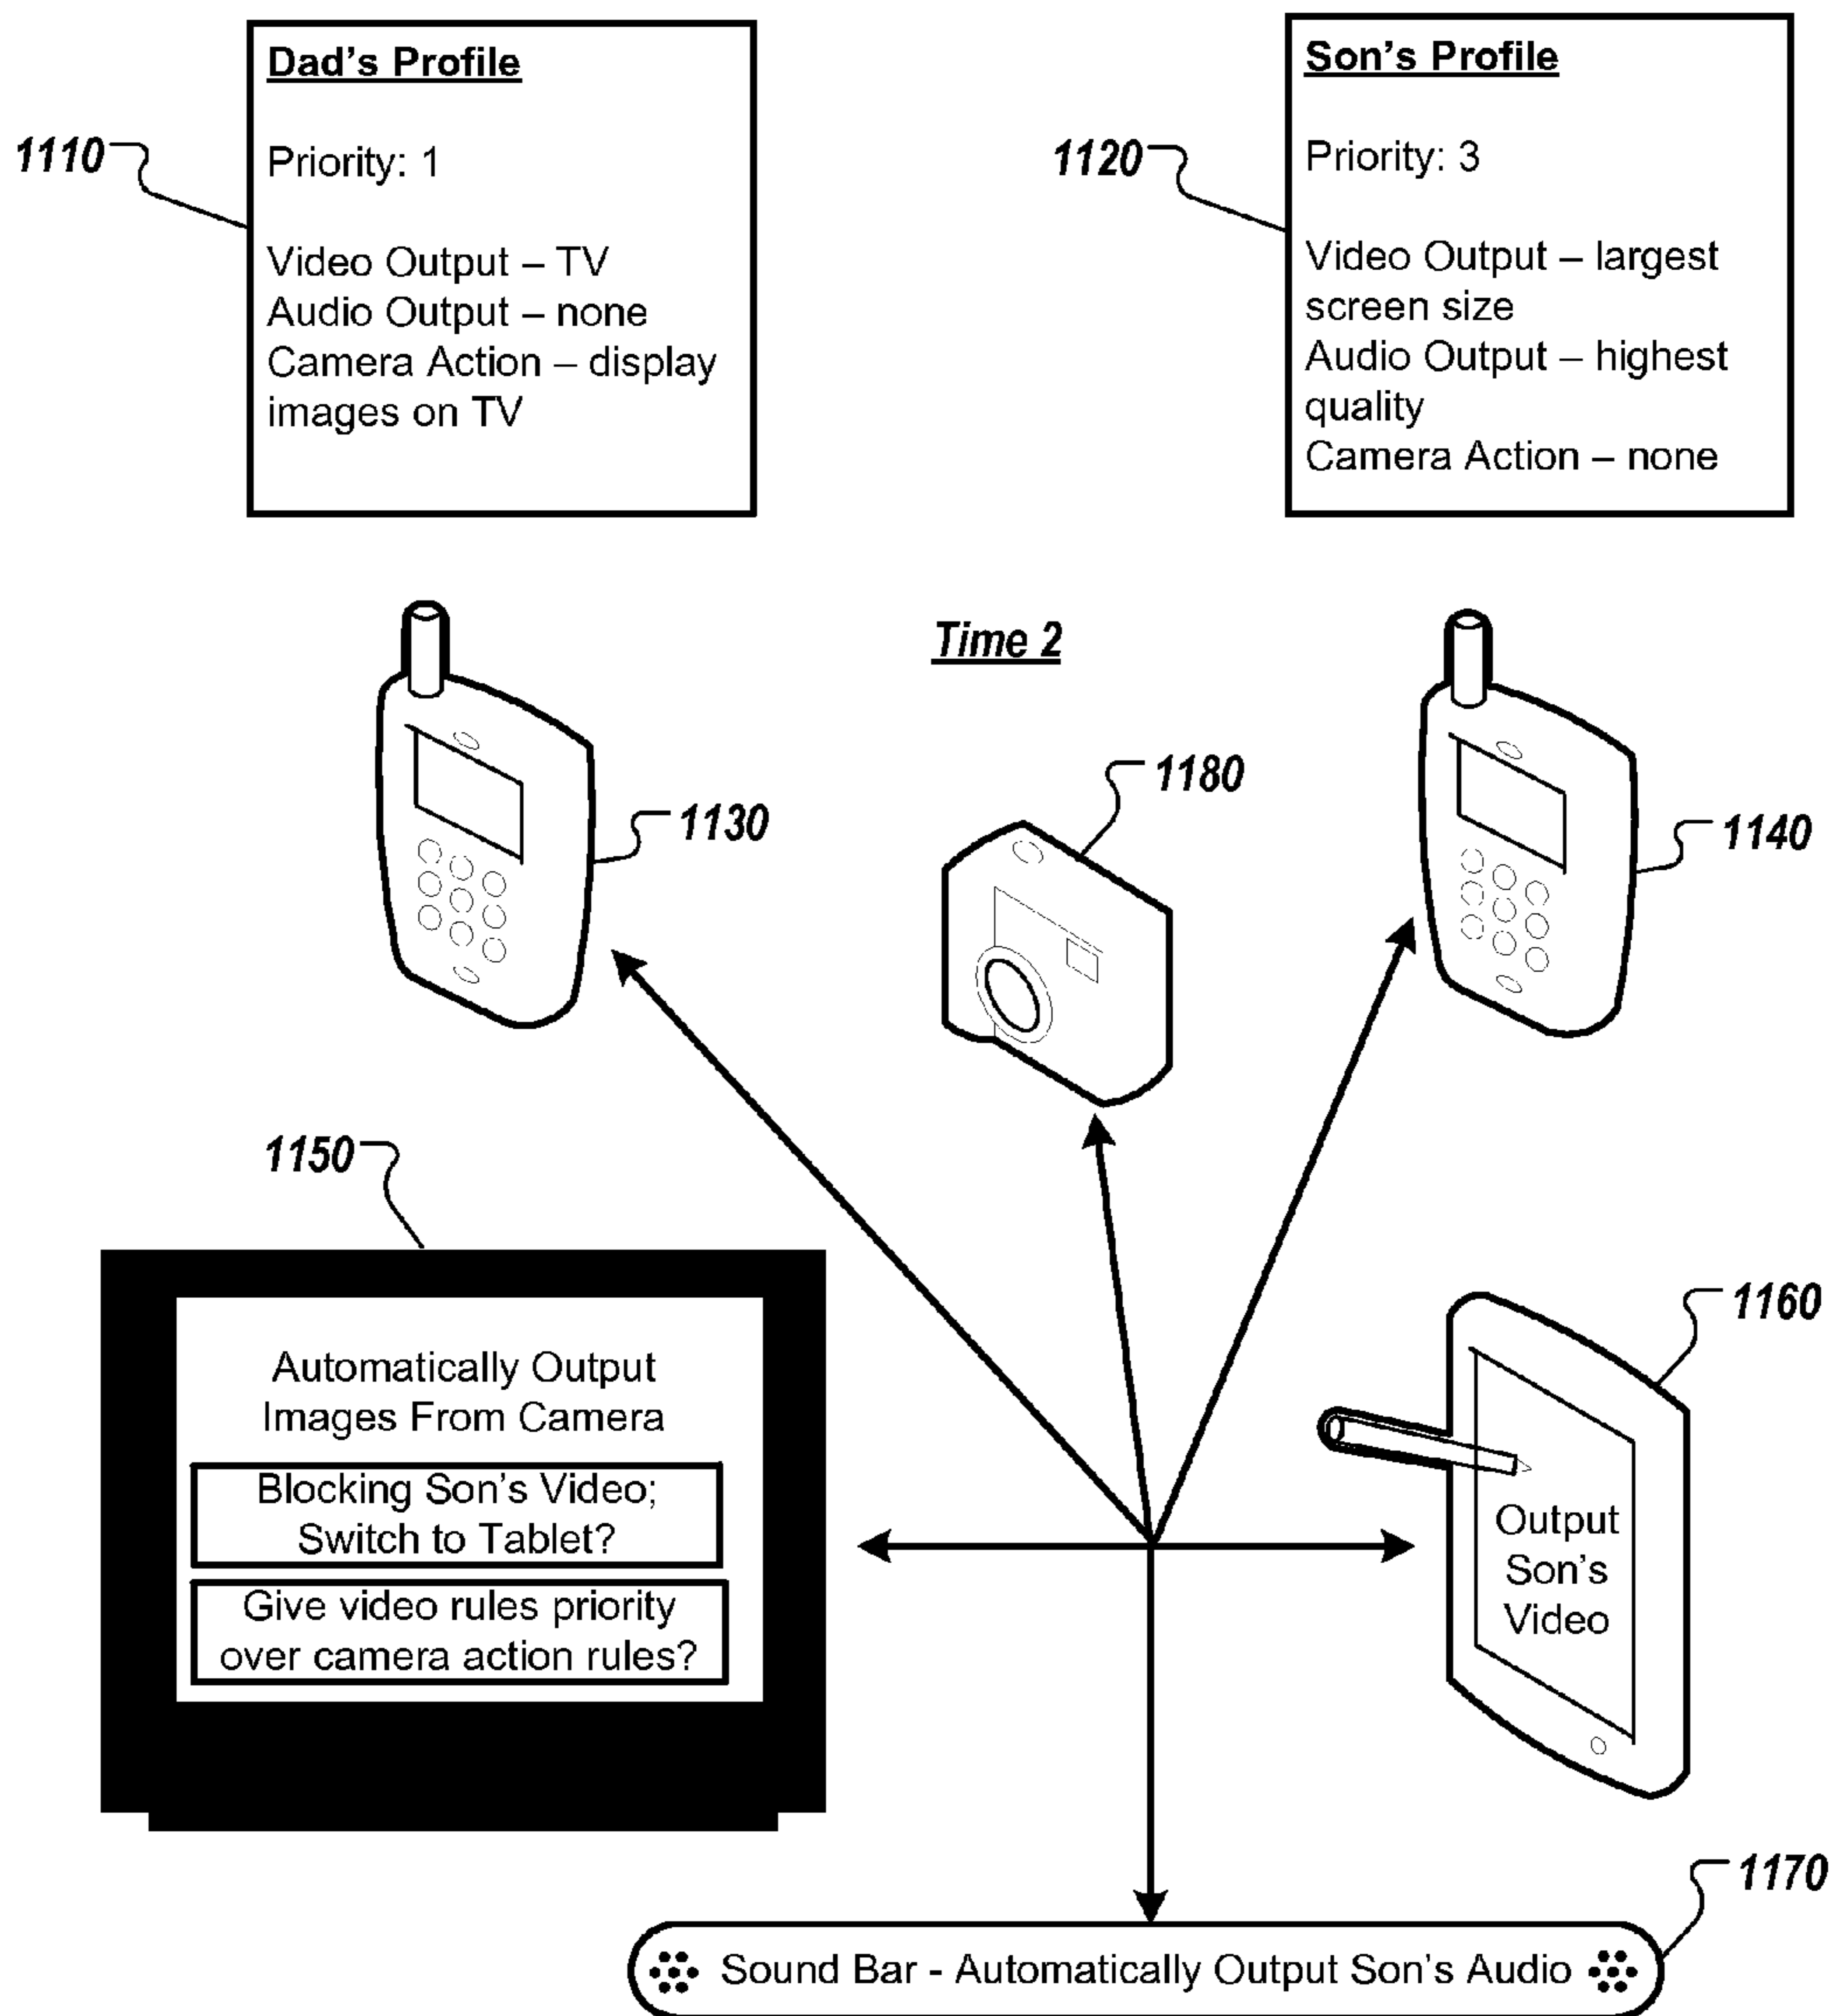 Dad's Profile
Priority: 1
Video Output – TV
Audio Output – none
Camera Action – display
images on TV
1110
Son's Profile
Priority: 3
Video Output – largest
screen size
Audio Output – highest
quality
Camera Action – none
1120
Time 2
1130
1180
1140
1150
Automatically Output
Images From Camera
Blocking Son's Video;
Switch to Tablet?
Give video rules priority
over camera action rules?
1160
Output
Son's
Video
1170
Sound Bar - Automatically Output Son's Audio